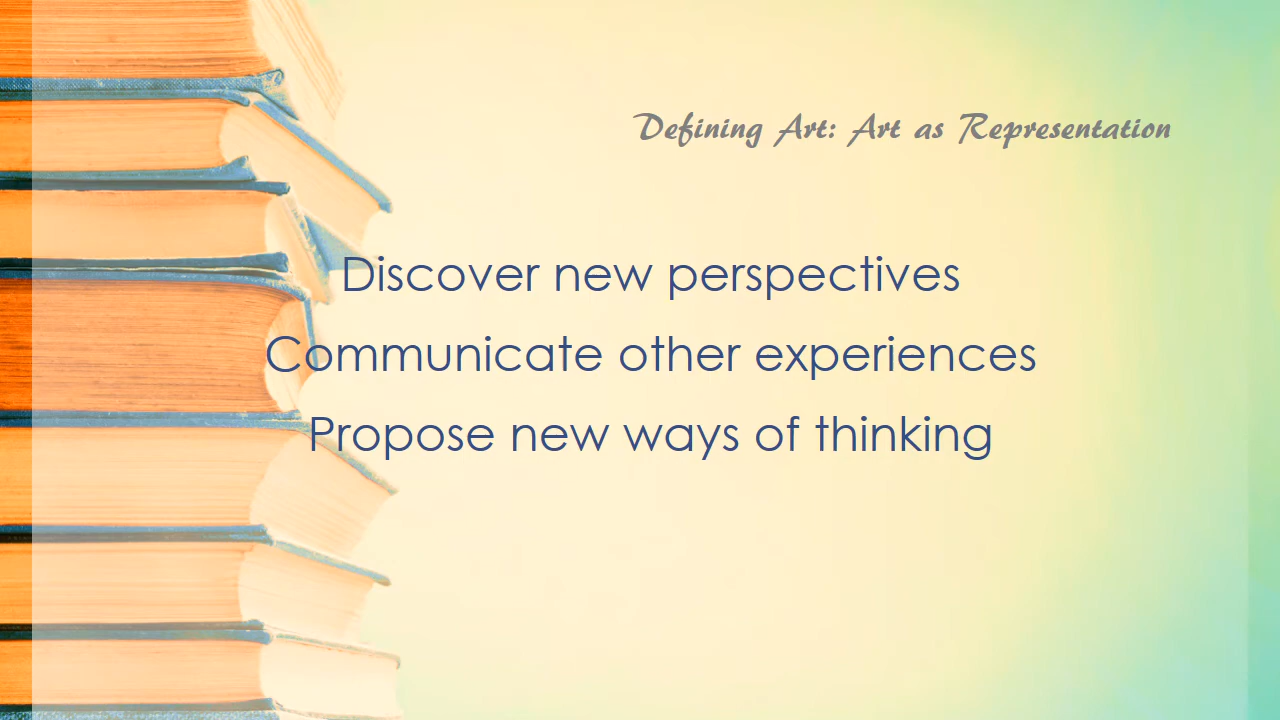 Defining Art: Art as Representation
Discover new perspectives
Communicate other experiences
Propose new ways of thinking